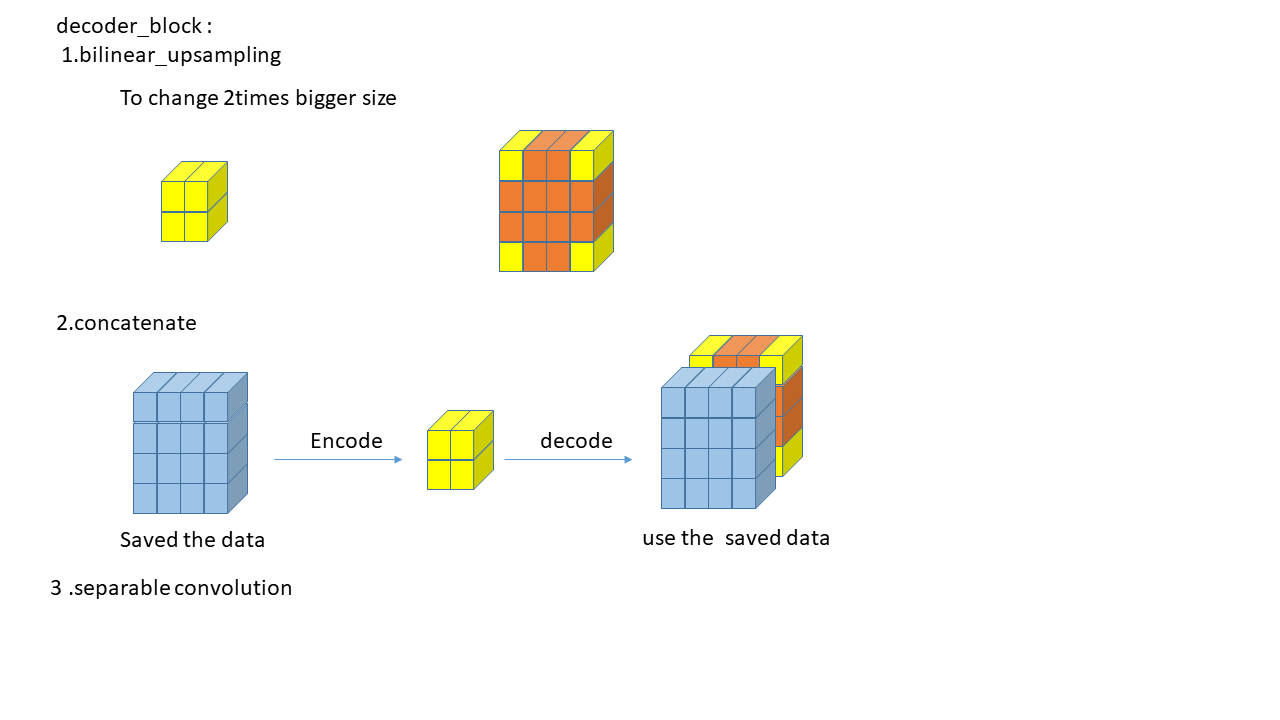 decoder_block :
1.bilinear_upsampling
To change 2times bigger size
2.concatenate
Encode
decode
Saved the data
use the saved data
3 .separable convolution